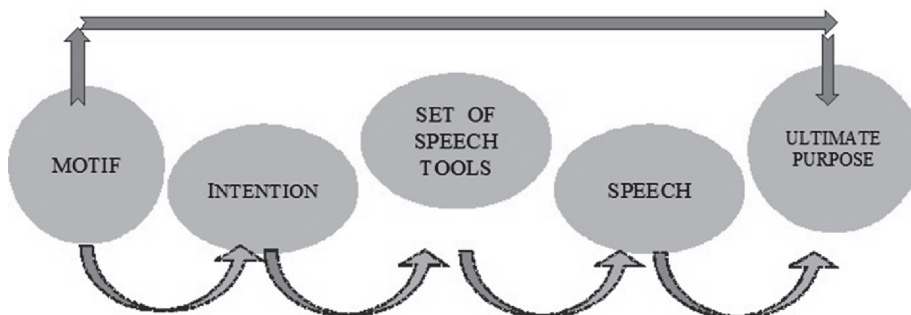 MOTIF
INTENTION
SET OF
SPEECH
TOOLS
SPEECH
ULTIMATE
PURPOSE